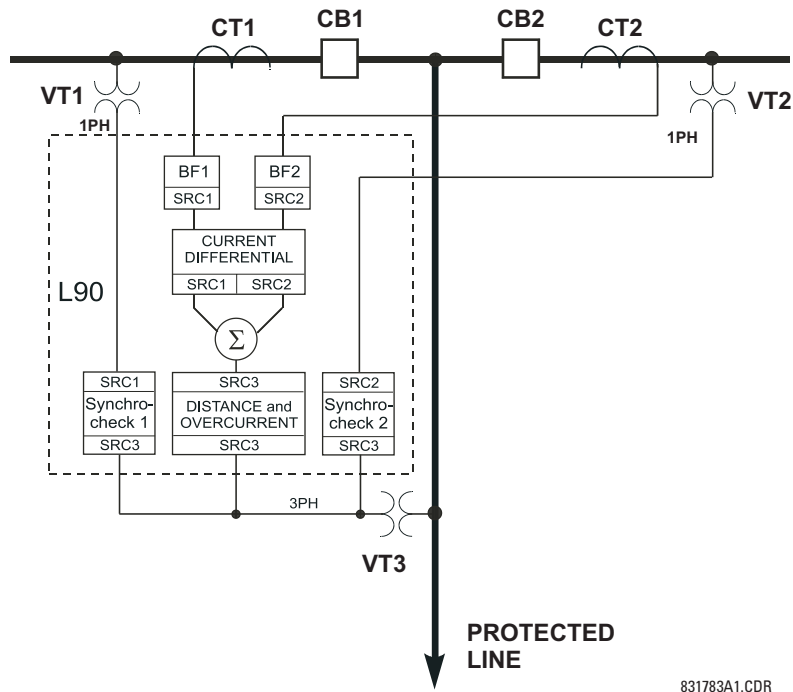 CT1
CB1
CB2
CT2
VT1
VT2
1PH
1PH
BF1
BF2
SRC1
SRC2
CURRENT
DIFFERENTIAL
SRC1
SRC2
L90
Σ
SRC1
SRC3
SRC2
Synchro-
check 1
DISTANCE and
OVERCURRENT
Synchro-
check 2
SRC3
SRC3
SRC3
3PH
VT3
PROTECTED
LINE
831783A1.CDR